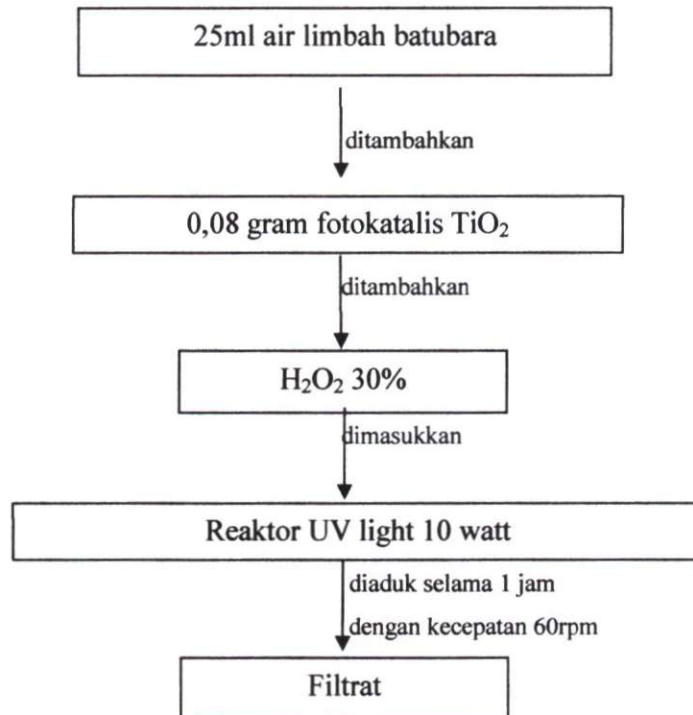 25ml air limbah batubara
ditambahkan
0,08 gram fotokatalis TiO₂
ditambahkan
H₂O₂ 30%
dimasukkan
Reaktor UV light 10 watt
diaduk selama 1 jam
dengan kecepatan 60rpm
Filtrat